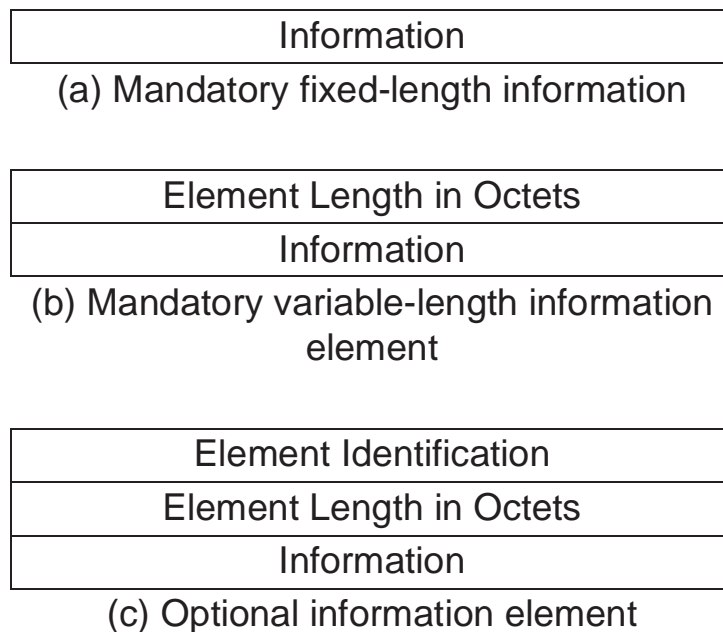 Information
(a) Mandatory fixed-length information
Element Length in Octets
Information
(b) Mandatory variable-length information
element
Element Identification
Element Length in Octets
Information
(c) Optional information element